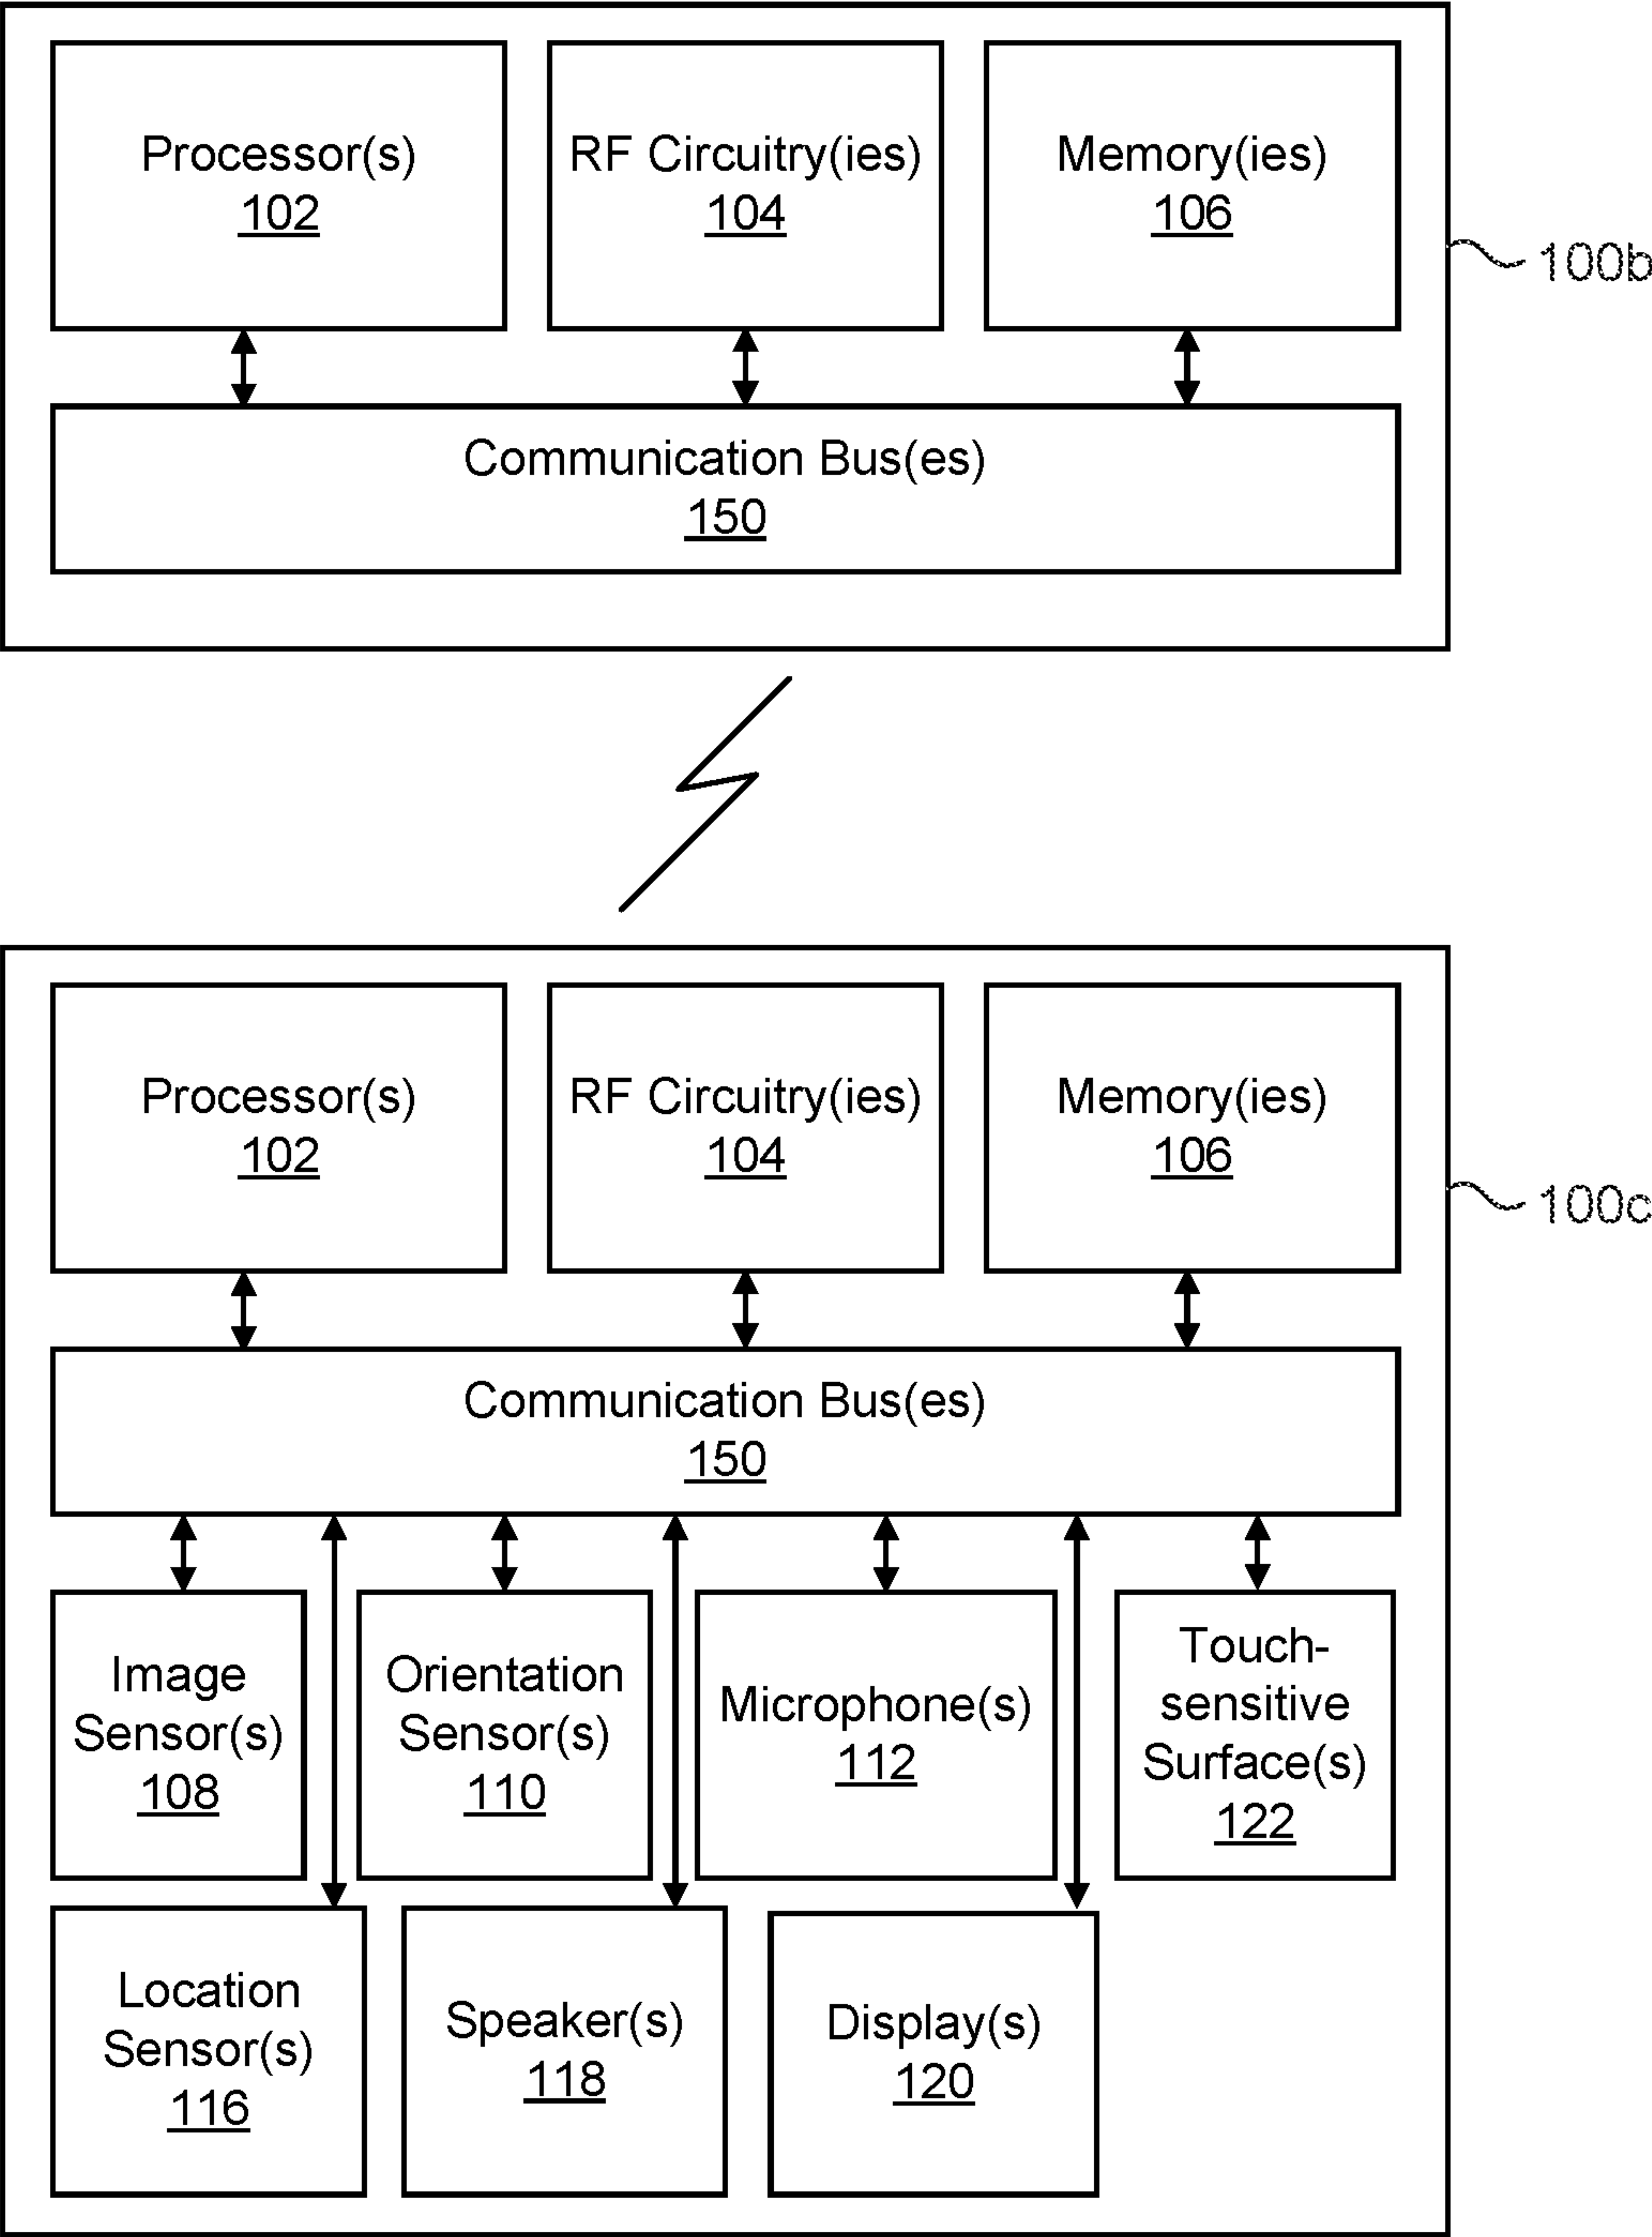 Processor(s)
102
RF Circuitry(ies)
104
Memory(ies)
106
100b
Communication Bus(es)
150
Processor(s)
102
RF Circuitry(ies)
104
Memory(ies)
106
100c
Communication Bus(es)
150
Image
Sensor(s)
108
Orientation
Sensor(s)
110
Microphone(s)
112
Touch-
sensitive
Surface(s)
122
Location
Sensor(s)
116
Speaker(s)
118
Display(s)
120